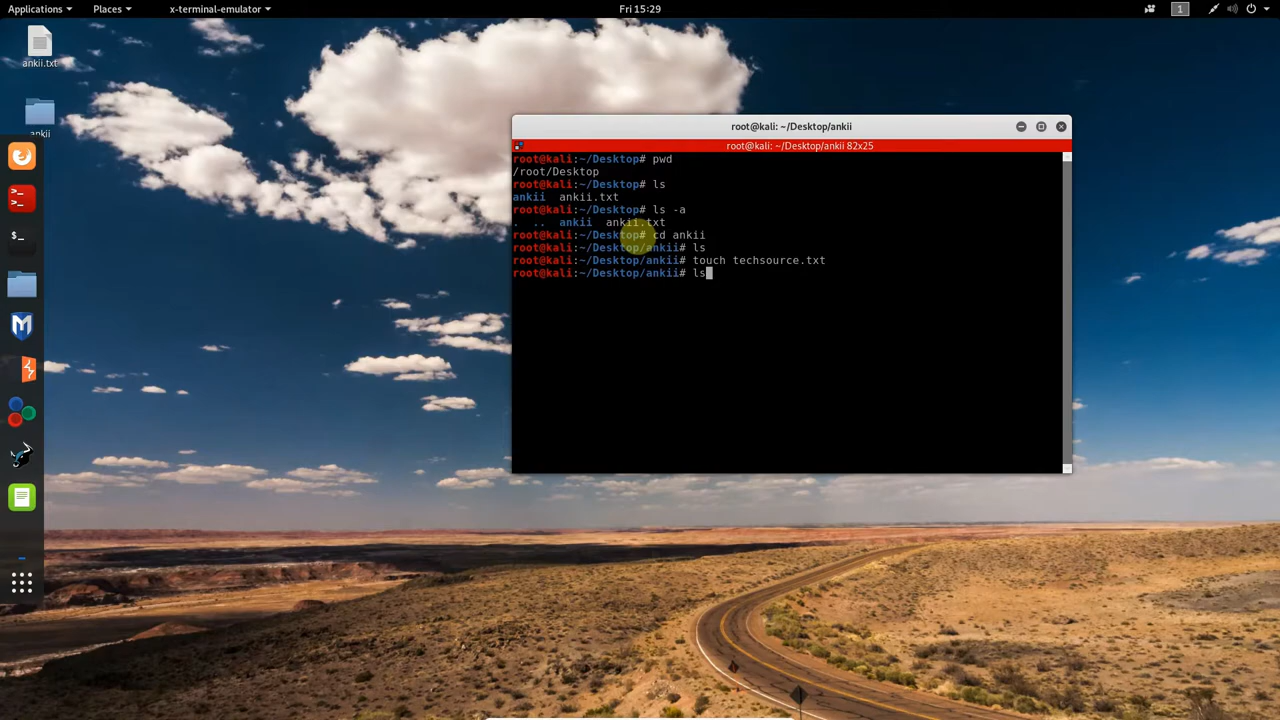 Applications Places x-terminal-emulator Fri 15:29 1
ankii.txt
ankii
root@kali: ~/Desktop/ankii
root@kali: ~/Desktop/ankii 82x25
root@kali:~/Desktop# pwd
/root/Desktop
root@kali:~/Desktop# ls
ankii ankii.txt
root@kali:~/Desktop# ls -a
. .. ankii ankii.txt
root@kali:~/Desktop# cd ankii
root@kali:~/Desktop/ankii# ls
root@kali:~/Desktop/ankii# touch techsource.txt
root@kali:~/Desktop/ankii# ls